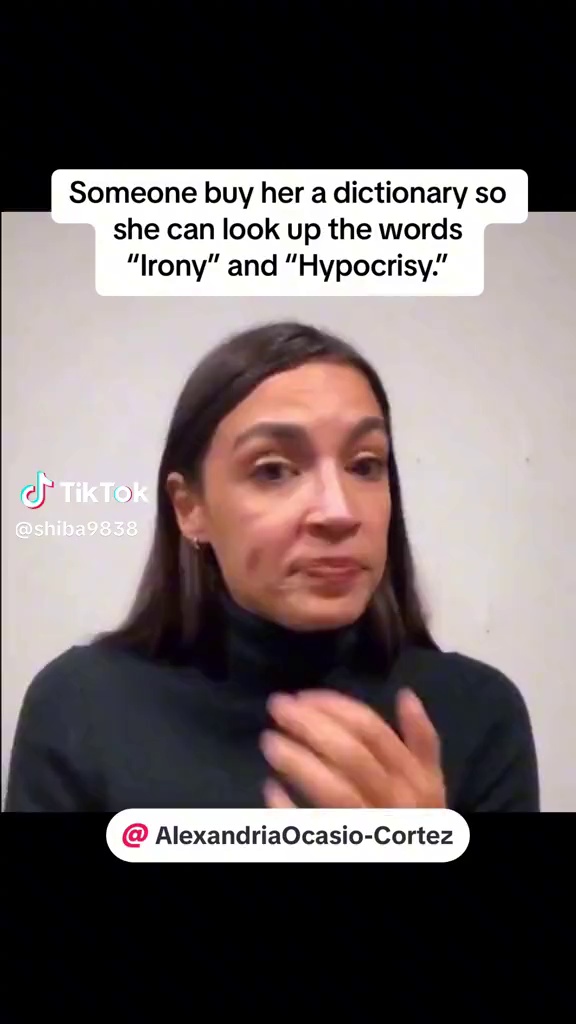 Someone buy her a dictionary so
she can look up the words
“Irony” and “Hypocrisy.”
TikTok
@shiba9838
@ AlexandriaOcasio-Cortez